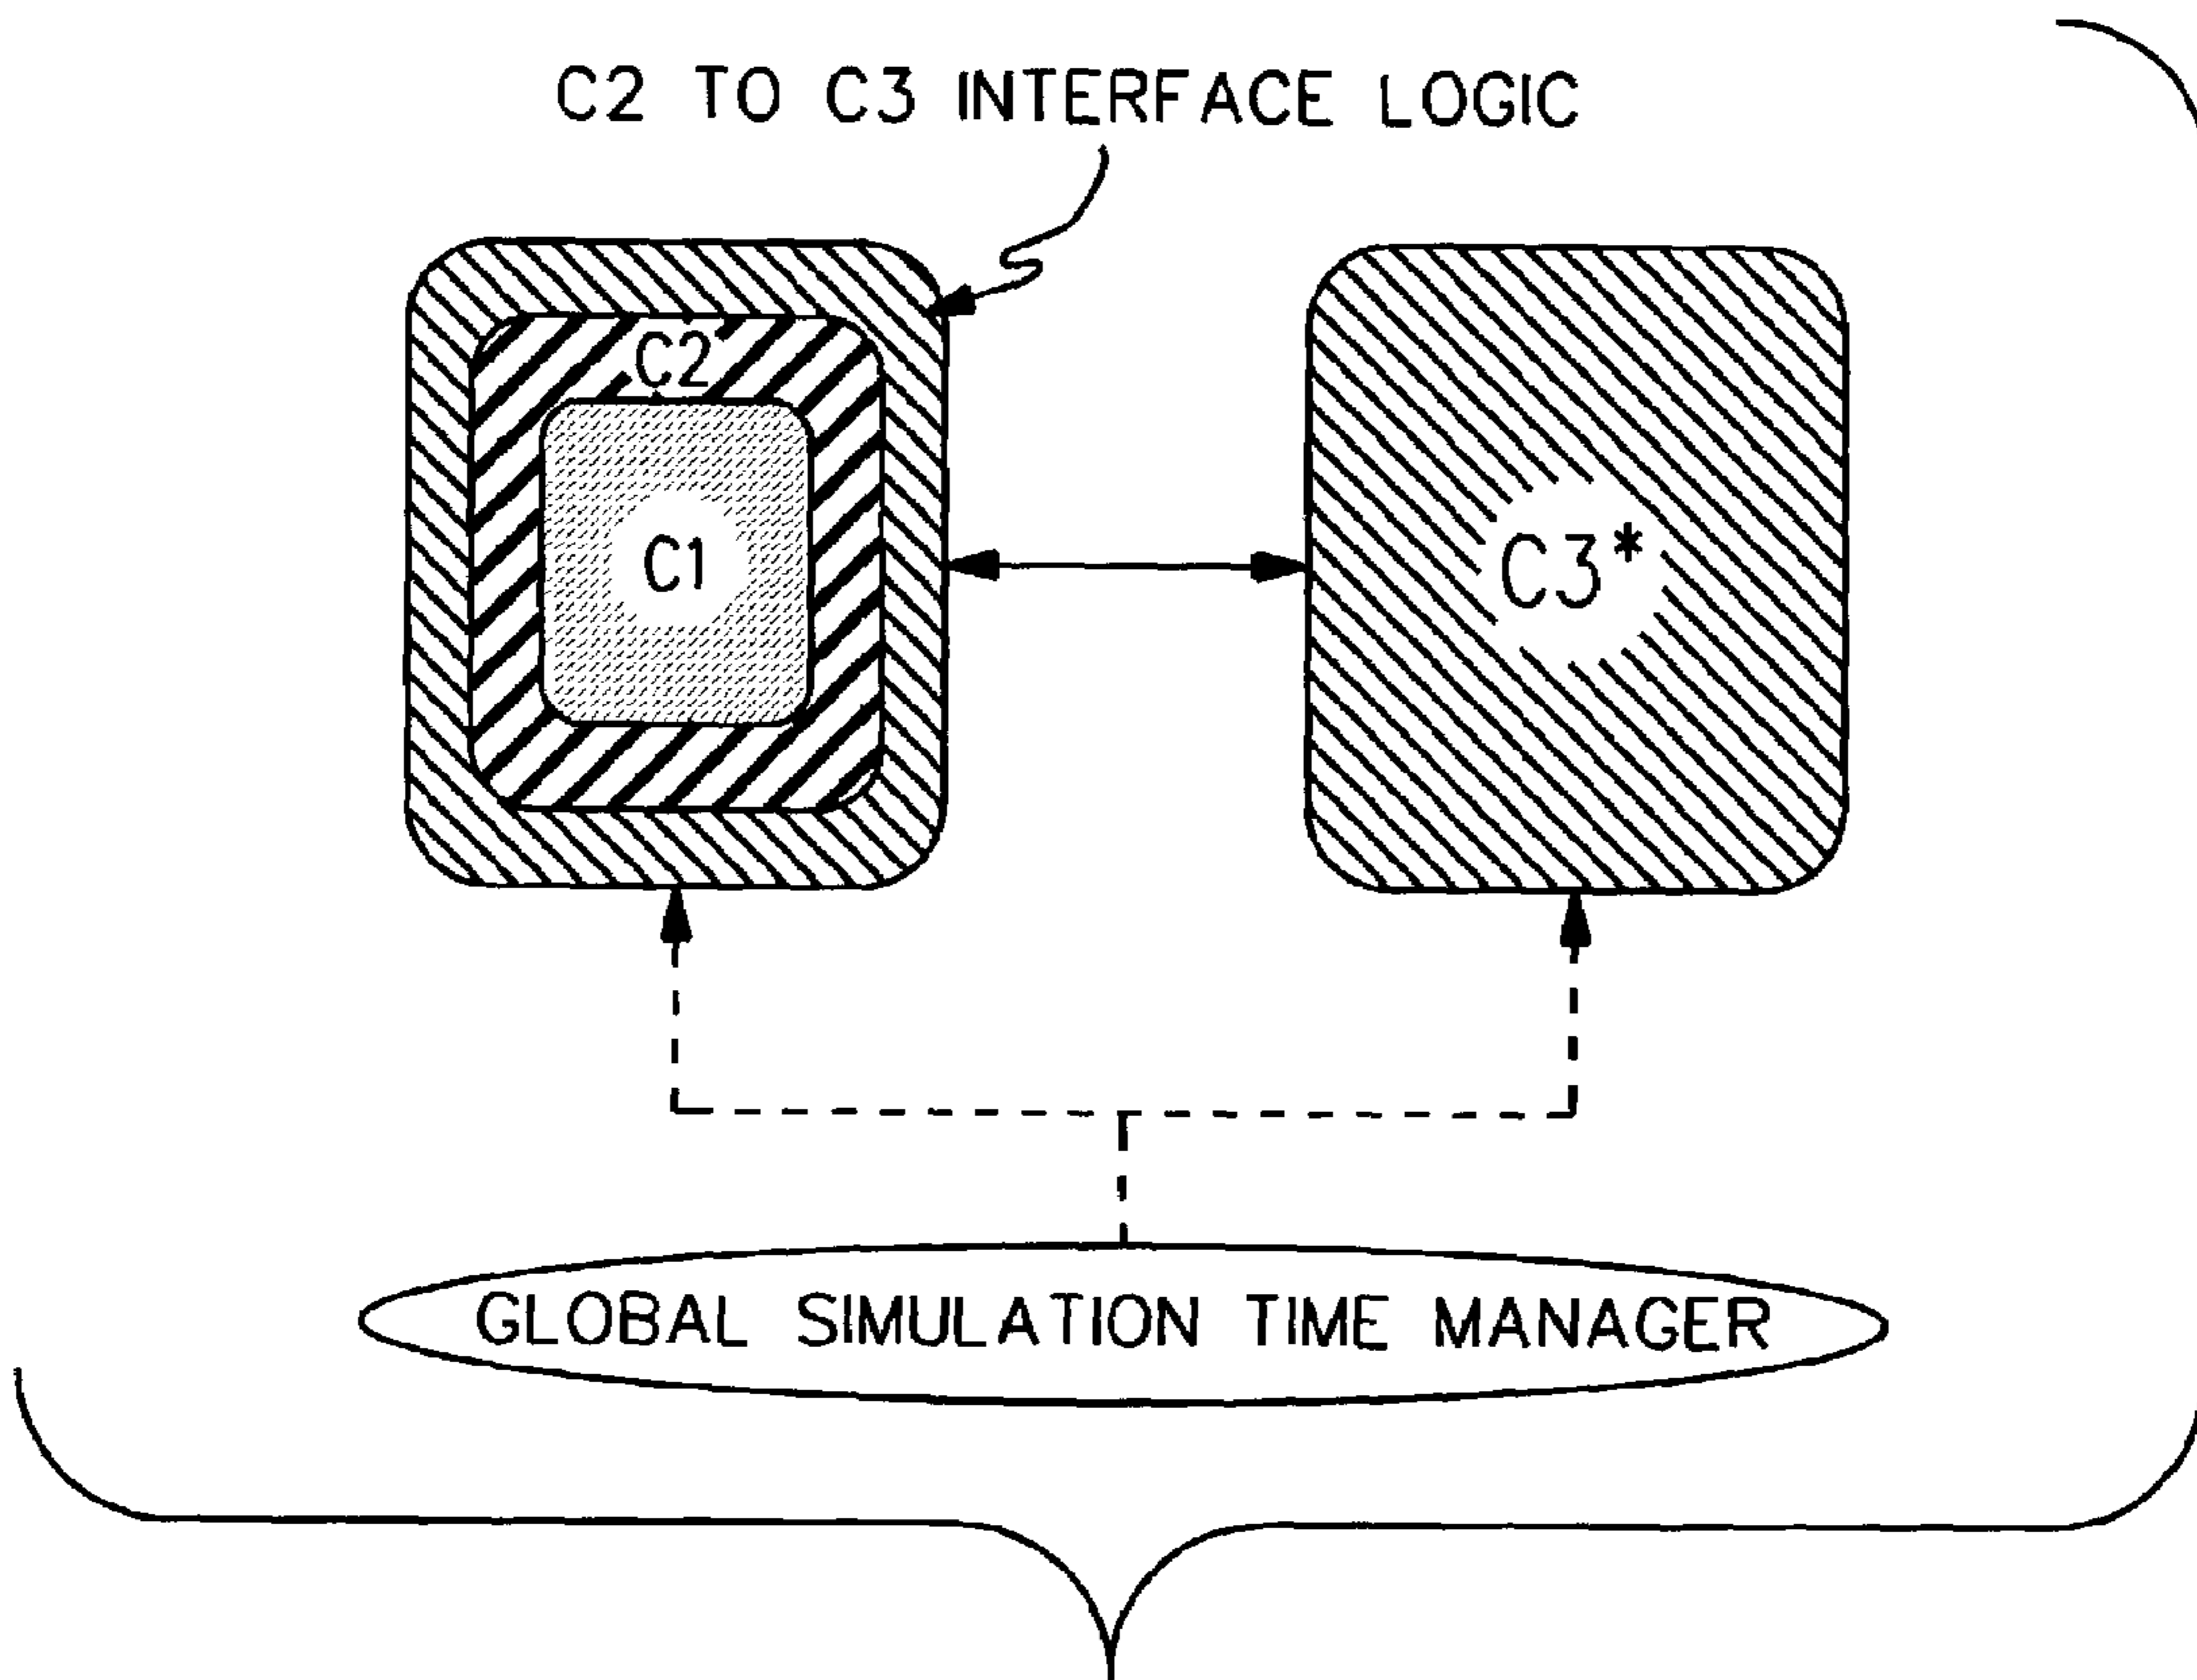 C2 TO C3 INTERFACE LOGIC
C2
C1
C3*
GLOBAL SIMULATION TIME MANAGER